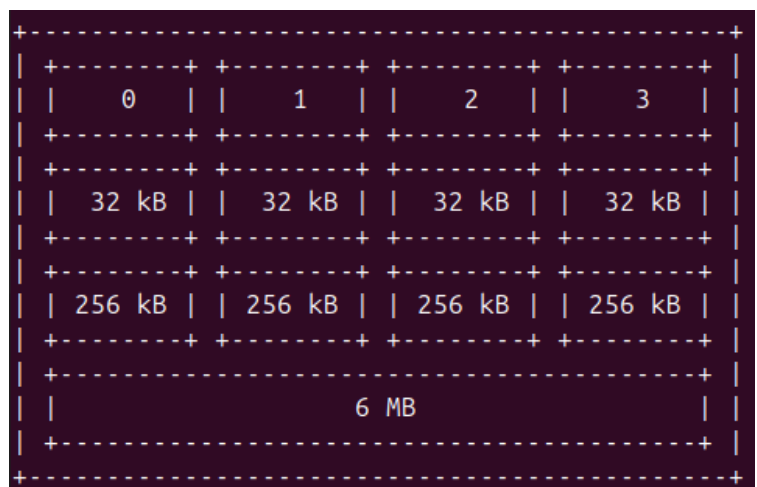 +---------------------------------------------+
| +--------+ +--------+ +--------+ +--------+ |
| |    0   | |    1   | |    2   | |    3   | |
| +--------+ +--------+ +--------+ +--------+ |
| +--------+ +--------+ +--------+ +--------+ |
| |  32 kB | |  32 kB | |  32 kB | |  32 kB | |
| +--------+ +--------+ +--------+ +--------+ |
| +--------+ +--------+ +--------+ +--------+ |
| | 256 kB | | 256 kB | | 256 kB | | 256 kB | |
| +--------+ +--------+ +--------+ +--------+ |
| +-----------------------------------------+ |
| |                   6 MB                  | |
| +-----------------------------------------+ |
+---------------------------------------------+